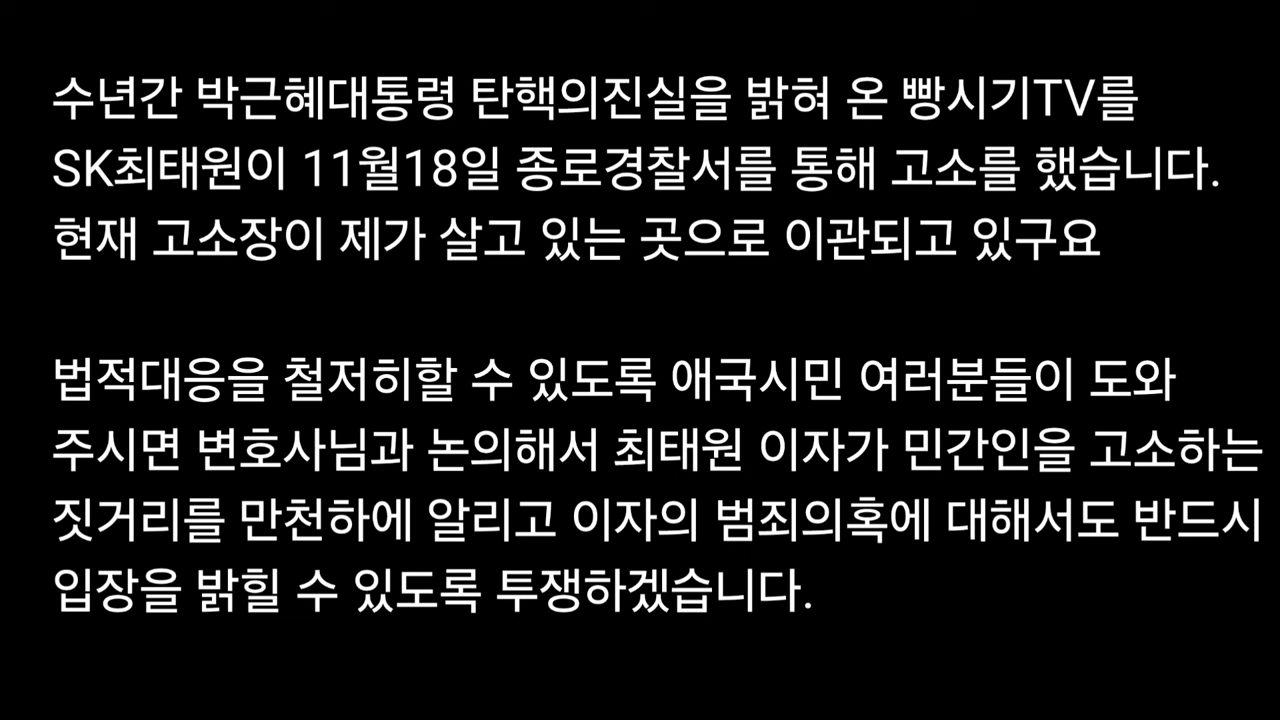 수년간 박근혜대통령 탄핵의진실을 밝혀 온 빵시기TV를
SK최태원이 11월18일 종로경찰서를 통해 고소를 했습니다.
현재 고소장이 제가 살고 있는 곳으로 이관되고 있구요
법적대응을 철저히할 수 있도록 애국시민 여러분들이 도와
주시면 변호사님과 논의해서 최태원 이자가 민간인을 고소하는
짓거리를 만천하에 알리고 이자의 범죄의혹에 대해서도 반드시
입장을 밝힐 수 있도록 투쟁하겠습니다.